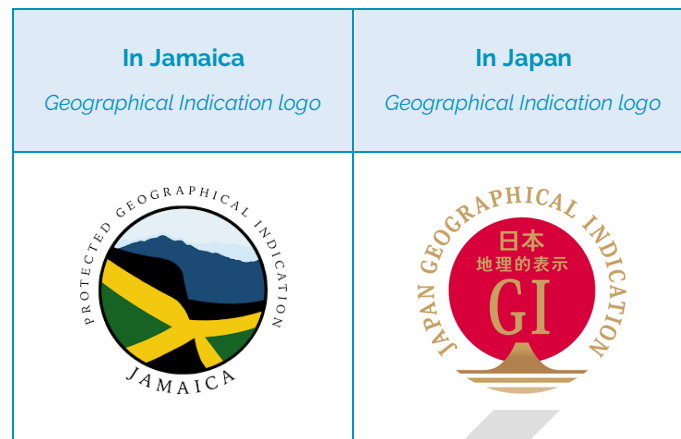 In Jamaica
Geographical Indication logo
In Japan
Geographical Indication logo
PROTECTED GEOGRAPHICAL INDICATION
JAMAICA
JAPAN GEOGRAPHICAL INDICATION
日本
地理的表示
GI